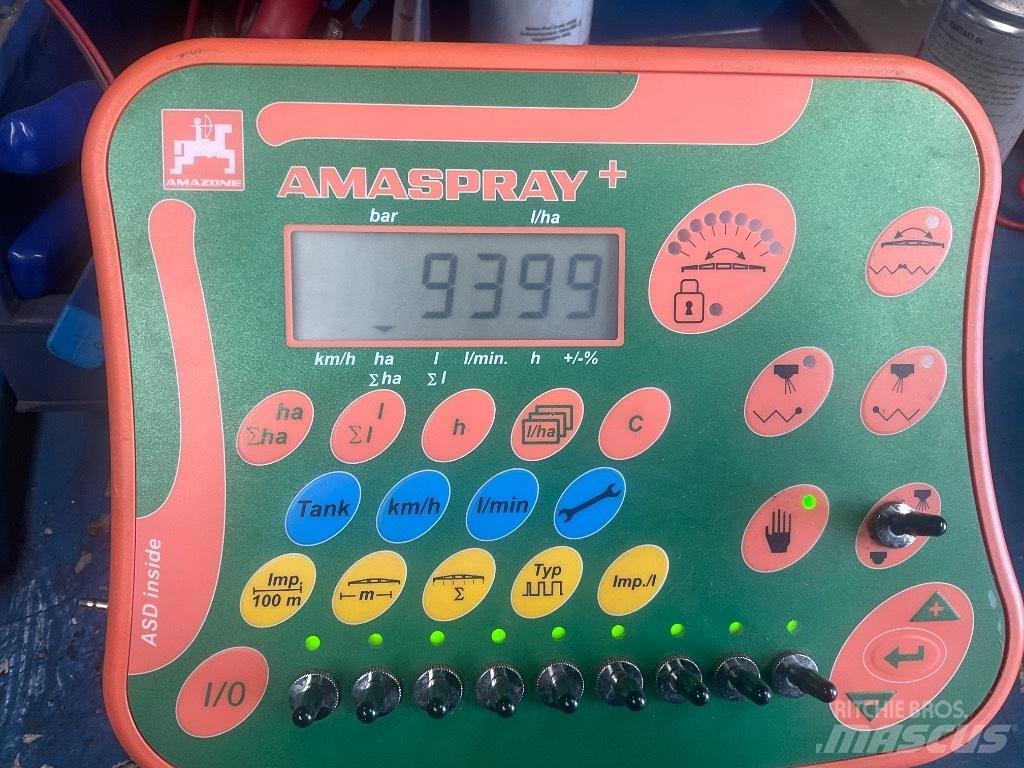 AMAZONE
AMASPRAY +
bar l/ha
9399
km/h ha l l/min. h +/-%
Σha Σl
ha
Σha
l
Σl
h
l/ha
C
Tank
km/h
l/min
Imp.
100 m
m
Σ
Typ
Imp./l
ASD inside
I/0
+
RITCHIE BROS.
MASCUS